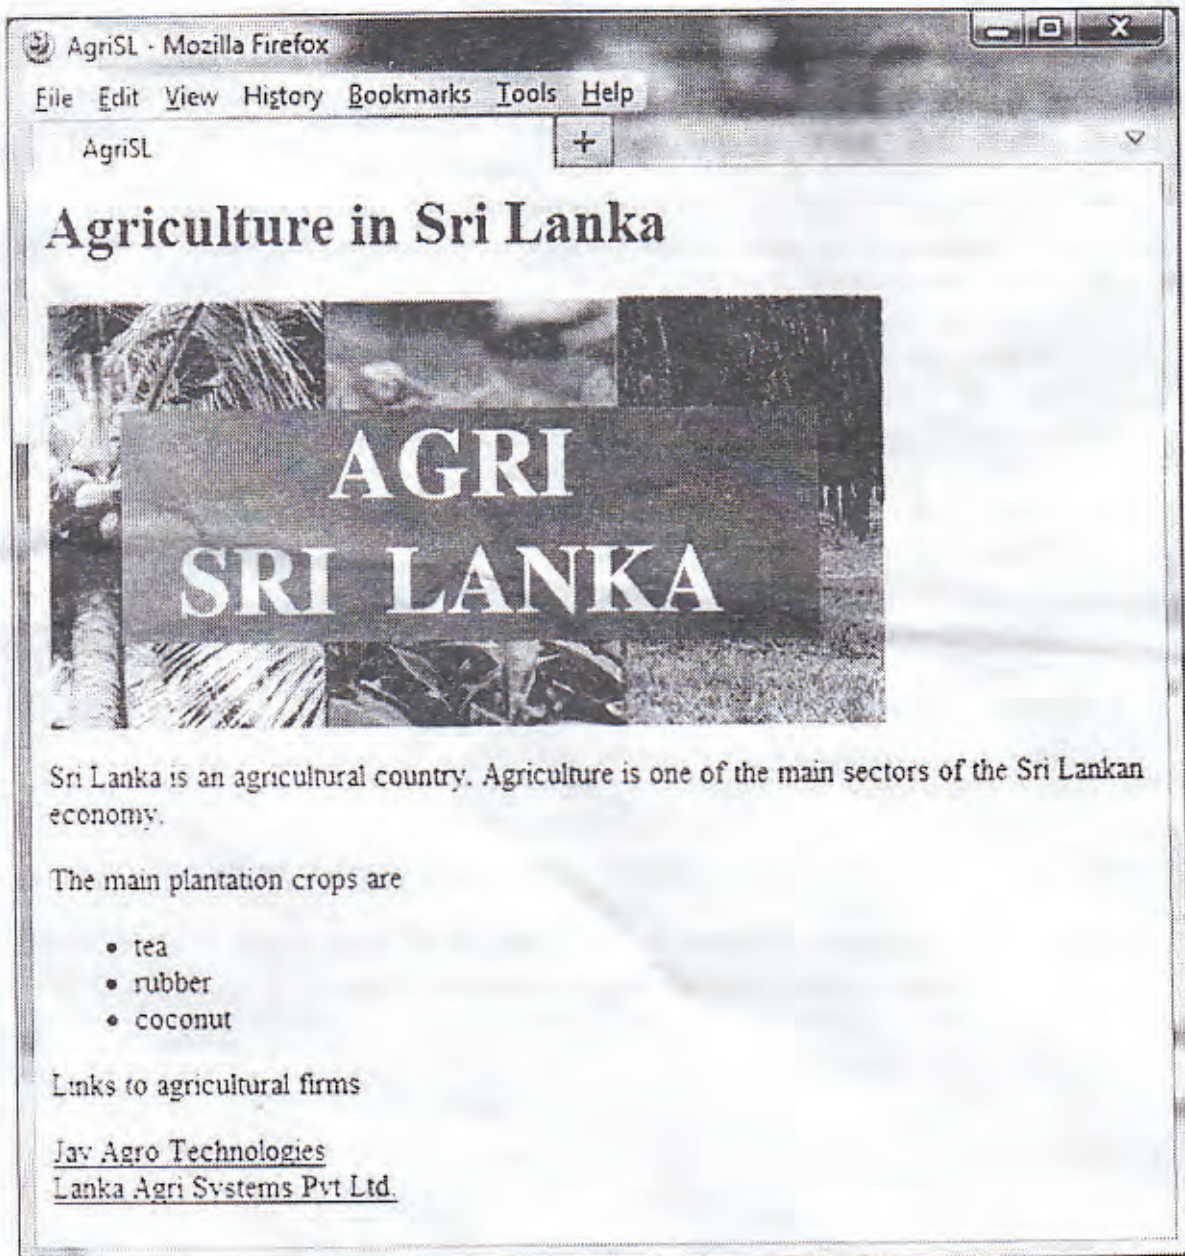 AgriSL - Mozilla Firefox
File Edit View History Bookmarks Tools Help
AgriSL
Agriculture in Sri Lanka
AGRI
SRI LANKA
Sri Lanka is an agricultural country. Agriculture is one of the main sectors of the Sri Lankan
economy.
The main plantation crops are
tea
rubber
coconut
Links to agricultural firms
Jay Agro Technologies
Lanka Agri Systems Pvt Ltd.